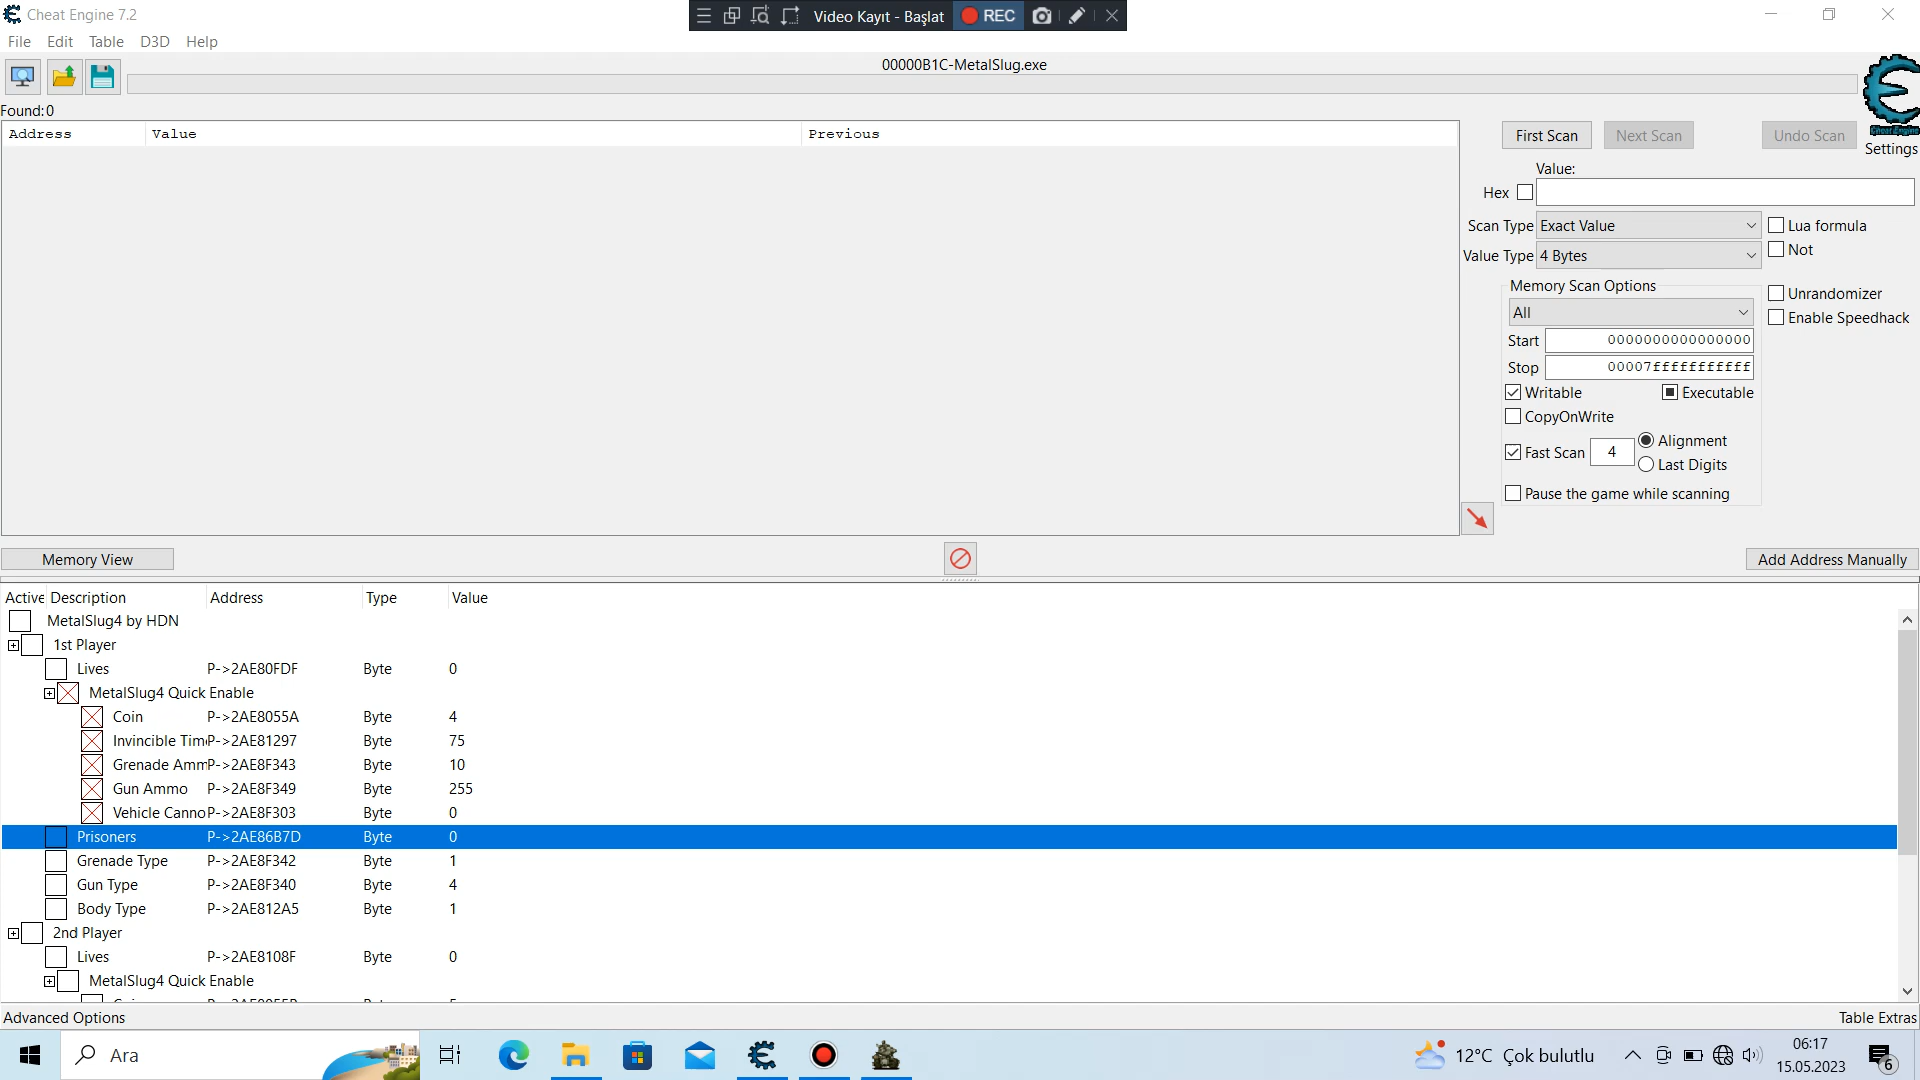 Cheat Engine 7.2
Video Kayıt - Başlat REC
File Edit Table D3D Help
00000B1C-MetalSlug.exe
Found:0
Address Value Previous
First Scan Next Scan Undo Scan
Cheat Engine
Settings
Value:
Hex
Scan Type Exact Value Lua formula
Value Type 4 Bytes Not
Memory Scan Options
All
Unrandomizer
Enable Speedhack
Start 0000000000000000
Stop 00007fffffffffff
Writable Executable
CopyOnWrite
Fast Scan 4 Alignment
Last Digits
Pause the game while scanning
Memory View Add Address Manually
Active Description Address Type Value
MetalSlug4 by HDN
1st Player
Lives P->2AE80FDF Byte 0
MetalSlug4 Quick Enable
Coin P->2AE8055A Byte 4
Invincible Tim P->2AE81297 Byte 75
Grenade Amm P->2AE8F343 Byte 10
Gun Ammo P->2AE8F349 Byte 255
Vehicle Canno P->2AE8F303 Byte 0
Prisoners P->2AE86B7D Byte 0
Grenade Type P->2AE8F342 Byte 1
Gun Type P->2AE8F340 Byte 4
Body Type P->2AE812A5 Byte 1
2nd Player
Lives P->2AE8108F Byte 0
MetalSlug4 Quick Enable
Advanced Options Table Extras
Ara
12°C Çok bulutlu
06:17
15.05.2023
6